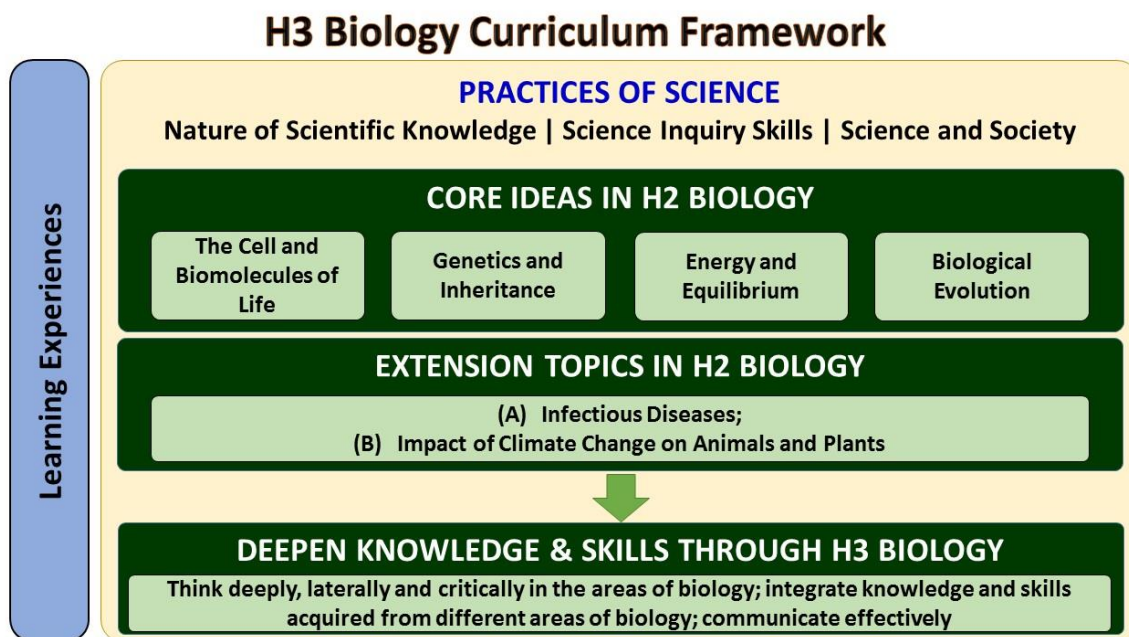 H3 Biology Curriculum Framework
Learning Experiences
PRACTICES OF SCIENCE
Nature of Scientific Knowledge | Science Inquiry Skills | Science and Society
CORE IDEAS IN H2 BIOLOGY
The Cell and
Biomolecules of
Life
Genetics and
Inheritance
Energy and
Equilibrium
Biological
Evolution
EXTENSION TOPICS IN H2 BIOLOGY
(A) Infectious Diseases;
(B) Impact of Climate Change on Animals and Plants
DEEPEN KNOWLEDGE & SKILLS THROUGH H3 BIOLOGY
Think deeply, laterally and critically in the areas of biology; integrate knowledge and skills
acquired from different areas of biology; communicate effectively